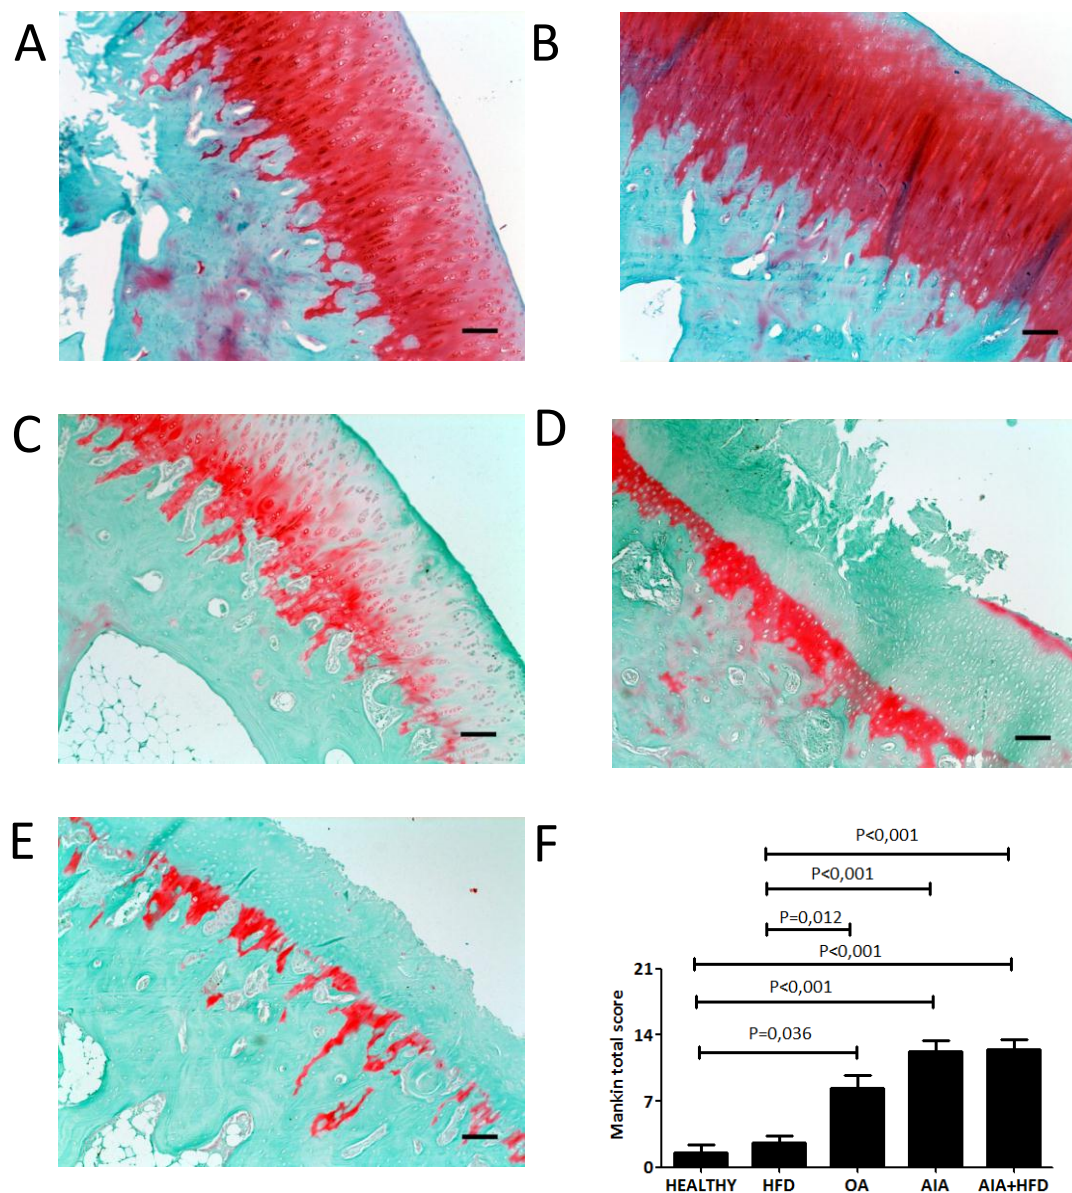 A
B
C
D
E
F
P<0,001
P<0,001
P=0,012
P<0,001
P<0,001
P=0,036
Mankin total score
21
14
7
0
HEALTHY HFD OA AIA AIA+HFD